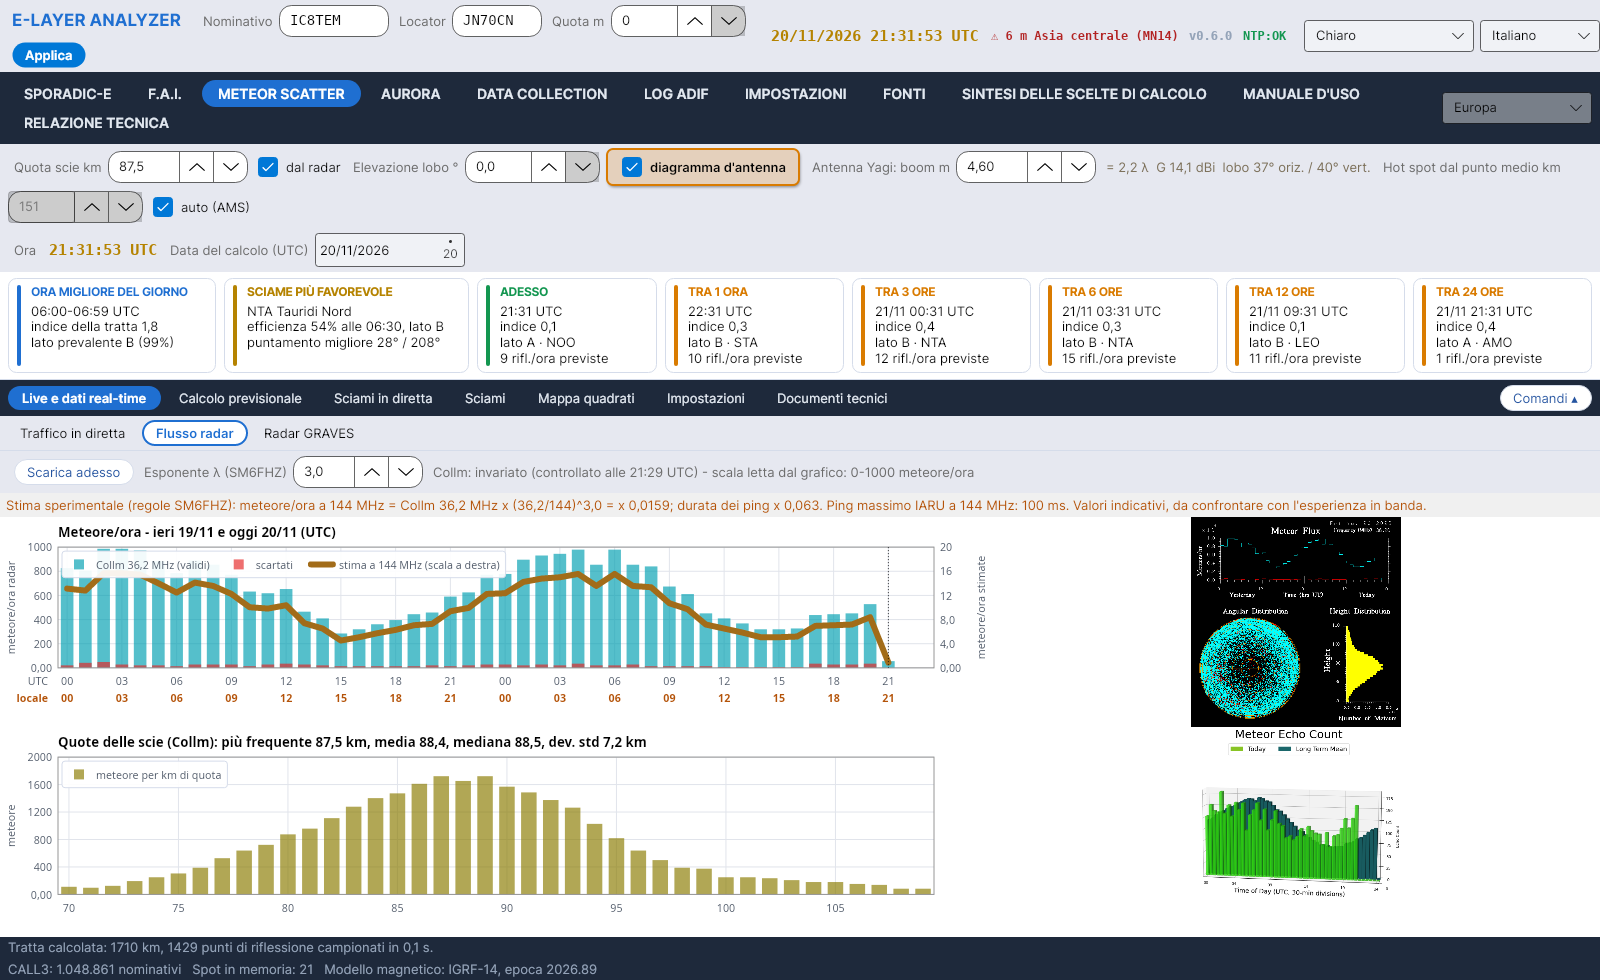 E-LAYER ANALYZER
Nominativo IC8TEM Locator JN70CN Quota m 0
20/11/2026 21:31:53 UTC ⚠ 6 m Asia centrale (MN14) v0.6.0 NTP:OK Chiaro Italiano
Applica
SPORADIC-E F.A.I. METEOR SCATTER AURORA DATA COLLECTION LOG ADIF IMPOSTAZIONI FONTI SINTESI DELLE SCELTE DI CALCOLO MANUALE D'USO
RELAZIONE TECNICA
Europa
Quota scie km 87,5 dal radar Elevazione lobo ° 0,0 diagramma d'antenna Antenna Yagi: boom m 4,60 = 2,2 λ G 14,1 dBi lobo 37° oriz. / 40° vert. Hot spot dal punto medio km
151 auto (AMS)
Ora 21:31:53 UTC Data del calcolo (UTC) 20/11/2026 20
ORA MIGLIORE DEL GIORNO
06:00-06:59 UTC
indice della tratta 1,8
lato prevalente B (99%)
SCIAME PIÙ FAVOREVOLE
NTA Tauridi Nord
efficienza 54% alle 06:30, lato B
puntamento migliore 28° / 208°
ADESSO
21:31 UTC
indice 0,1
lato A · NOO
9 rifl./ora previste
TRA 1 ORA
22:31 UTC
indice 0,3
lato B · STA
10 rifl./ora previste
TRA 3 ORE
21/11 00:31 UTC
indice 0,4
lato B · NTA
12 rifl./ora previste
TRA 6 ORE
21/11 03:31 UTC
indice 0,3
lato B · NTA
15 rifl./ora previste
TRA 12 ORE
21/11 09:31 UTC
indice 0,1
lato B · LEO
11 rifl./ora previste
TRA 24 ORE
21/11 21:31 UTC
indice 0,4
lato A · AMO
1 rifl./ora previste
Live e dati real-time Calcolo previsionale Sciami in diretta Sciami Mappa quadrati Impostazioni Documenti tecnici Comandi ▴
Traffico in diretta Flusso radar Radar GRAVES
Scarica adesso Esponente λ (SM6FHZ) 3,0 Collm: invariato (controllato alle 21:29 UTC) - scala letta dal grafico: 0-1000 meteore/ora
Stima sperimentale (regole SM6FHZ): meteore/ora a 144 MHz = Collm 36,2 MHz x (36,2/144)^3,0 = x 0,0159; durata dei ping x 0,063. Ping massimo IARU a 144 MHz: 100 ms. Valori indicativi, da confrontare con l'esperienza in banda.
Meteore/ora - ieri 19/11 e oggi 20/11 (UTC)
Collm 36,2 MHz (validi) scartati stima a 144 MHz (scala a destra)
meteore/ora radar
1000
800
600
400
200
0,00
20
16
12
8,0
4,0
0,00
meteore/ora stimate
UTC 00 03 06 09 12 15 18 21 00 03 06 09 12 15 18 21
locale 00 03 06 09 12 15 18 21 00 03 06 09 12 15 18 21
Quote delle scie (Collm): più frequente 87,5 km, media 88,4, mediana 88,5, dev. std 7,2 km
meteore per km di quota
meteore
2000
1600
1200
800
400
0,00
70 75 80 85 90 95 100 105
Meteor Flux
Yesterday Time (hrs UT) Today
Angular Distribution Height Distribution
Height
Number of Meteors
Meteor Echo Count
Today Long Term Mean
Time of Day (UTC, 30-min divisions)
Tratta calcolata: 1710 km, 1429 punti di riflessione campionati in 0,1 s.
CALL3: 1.048.861 nominativi Spot in memoria: 21 Modello magnetico: IGRF-14, epoca 2026.89